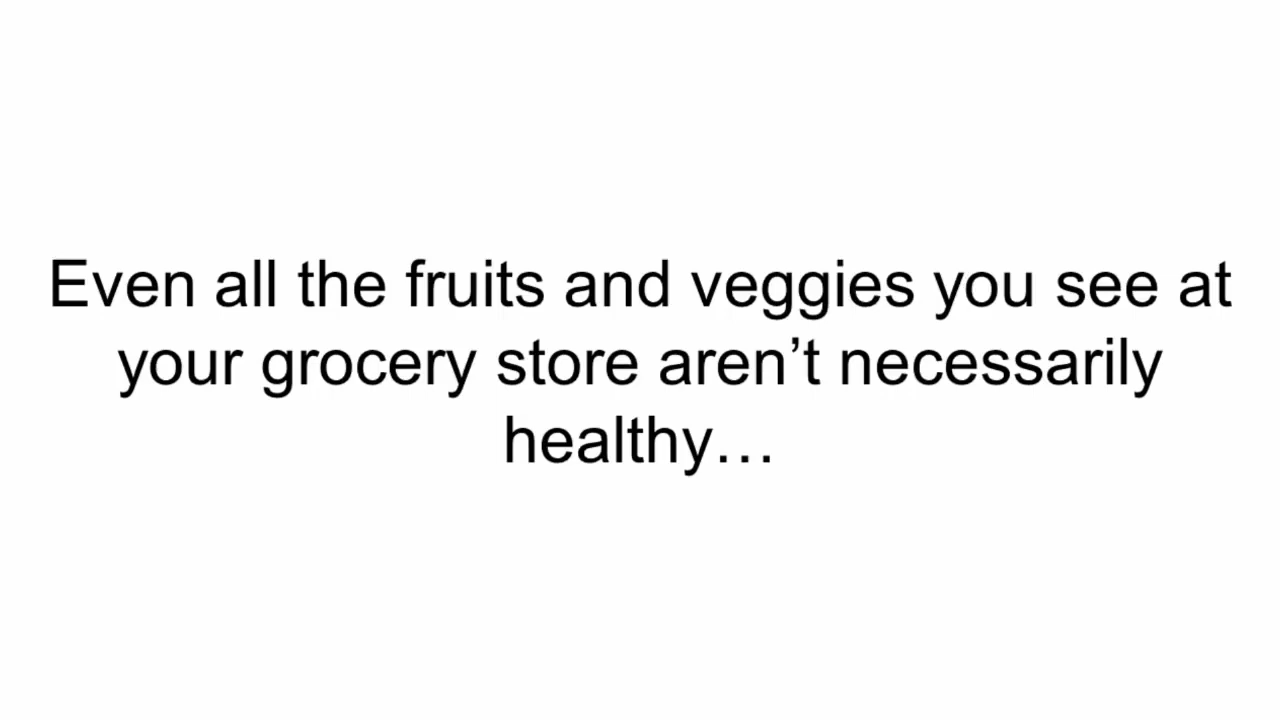 Even all the fruits and veggies you see at
your grocery store aren’t necessarily
healthy…